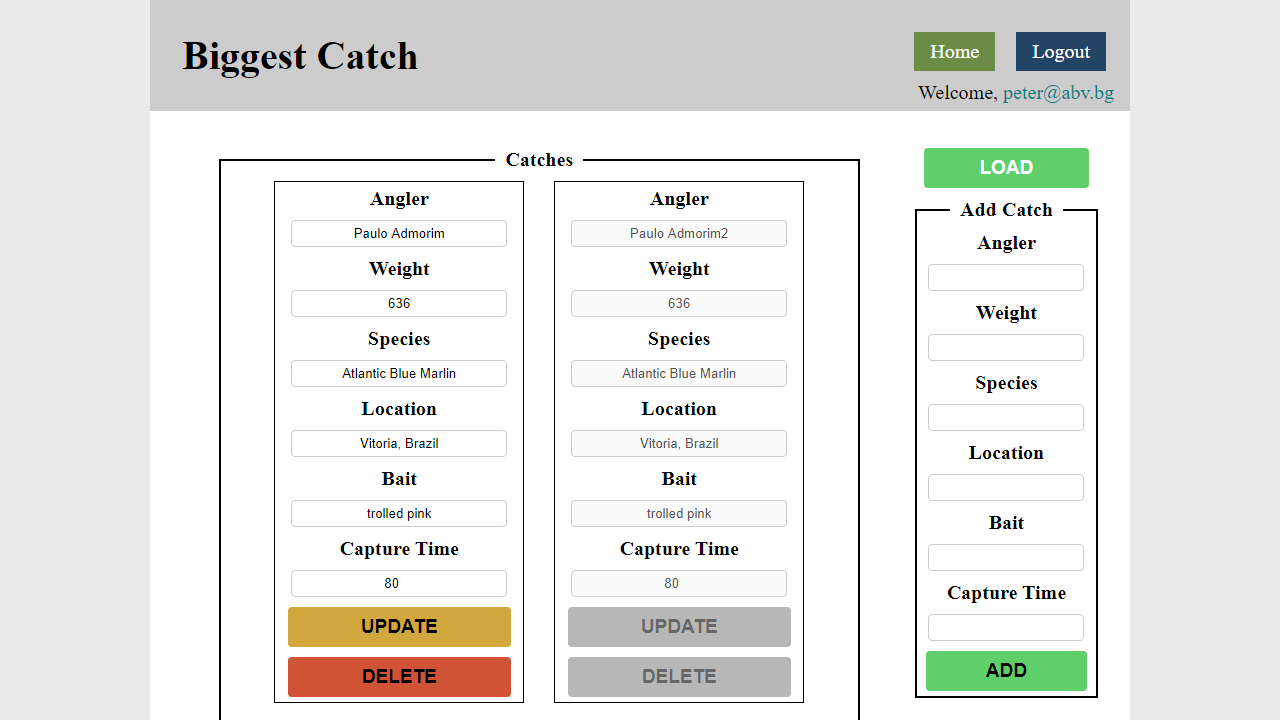 Biggest Catch
Home
Logout
Welcome, peter@abv.bg
Catches
Angler
Paulo Admorim
Weight
636
Species
Atlantic Blue Marlin
Location
Vitoria, Brazil
Bait
trolled pink
Capture Time
80
UPDATE
DELETE
Angler
Paulo Admorim2
Weight
636
Species
Atlantic Blue Marlin
Location
Vitoria, Brazil
Bait
trolled pink
Capture Time
80
UPDATE
DELETE
LOAD
Add Catch
Angler
Weight
Species
Location
Bait
Capture Time
ADD